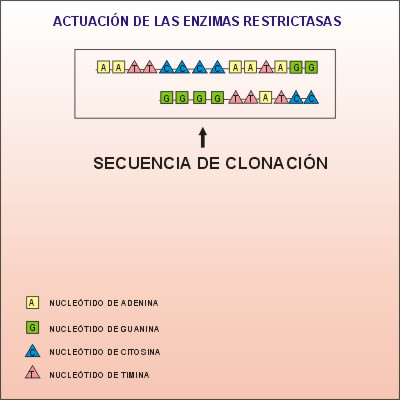 ACTUACIÓN DE LAS ENZIMAS RESTRICTASAS
A A T T C C C C A A T A G G
G G G G T T A T C C
SECUENCIA DE CLONACIÓN
A NUCLEÓTIDO DE ADENINA
G NUCLEÓTIDO DE GUANINA
C NUCLEÓTIDO DE CITOSINA
T NUCLEÓTIDO DE TIMINA